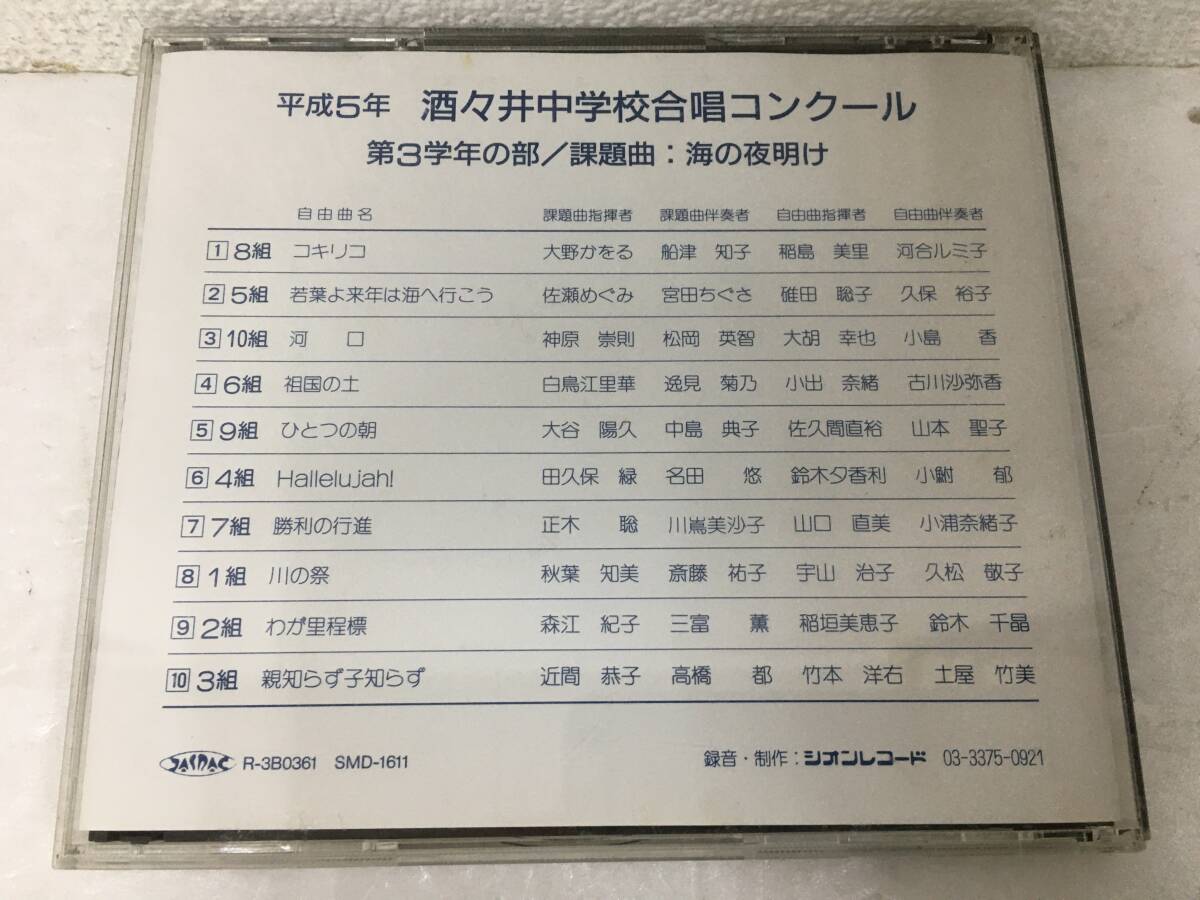 平成5年 酒々井中学校合唱コンクール
第3学年の部／課題曲：海の夜明け
自由曲名 課題曲指揮者 課題曲伴奏者 自由曲指揮者 自由曲伴奏者
1 8組 コキリコ 大野かをる 船津 知子 稲島 美里 河合ルミ子
2 5組 若葉よ来年は海へ行こう 佐瀬めぐみ 宮田ちぐさ 碓田 聡子 久保 裕子
3 10組 河 口 神原 崇則 松岡 英智 大胡 幸也 小島 香
4 6組 祖国の土 白鳥江里華 逸見 菊乃 小出 奈緒 古川沙弥香
5 9組 ひとつの朝 大谷 陽久 中島 典子 佐久間直裕 山本 聖子
6 4組 Hallelujah! 田久保 緑 名田 悠 鈴木夕香利 小鮒 郁
7 7組 勝利の行進 正木 聡 川嶌美沙子 山口 直美 小浦奈緒子
8 1組 川の祭 秋葉 知美 斎藤 祐子 宇山 治子 久松 敬子
9 2組 わが里程標 森江 紀子 三富 薫 稲垣美恵子 鈴木 千晶
10 3組 親知らず子知らず 近間 恭子 高橋 都 竹本 洋右 土屋 竹美
JASRAC R-3B0361 SMD-1611 録音・制作：シオンレコード 03-3375-0921